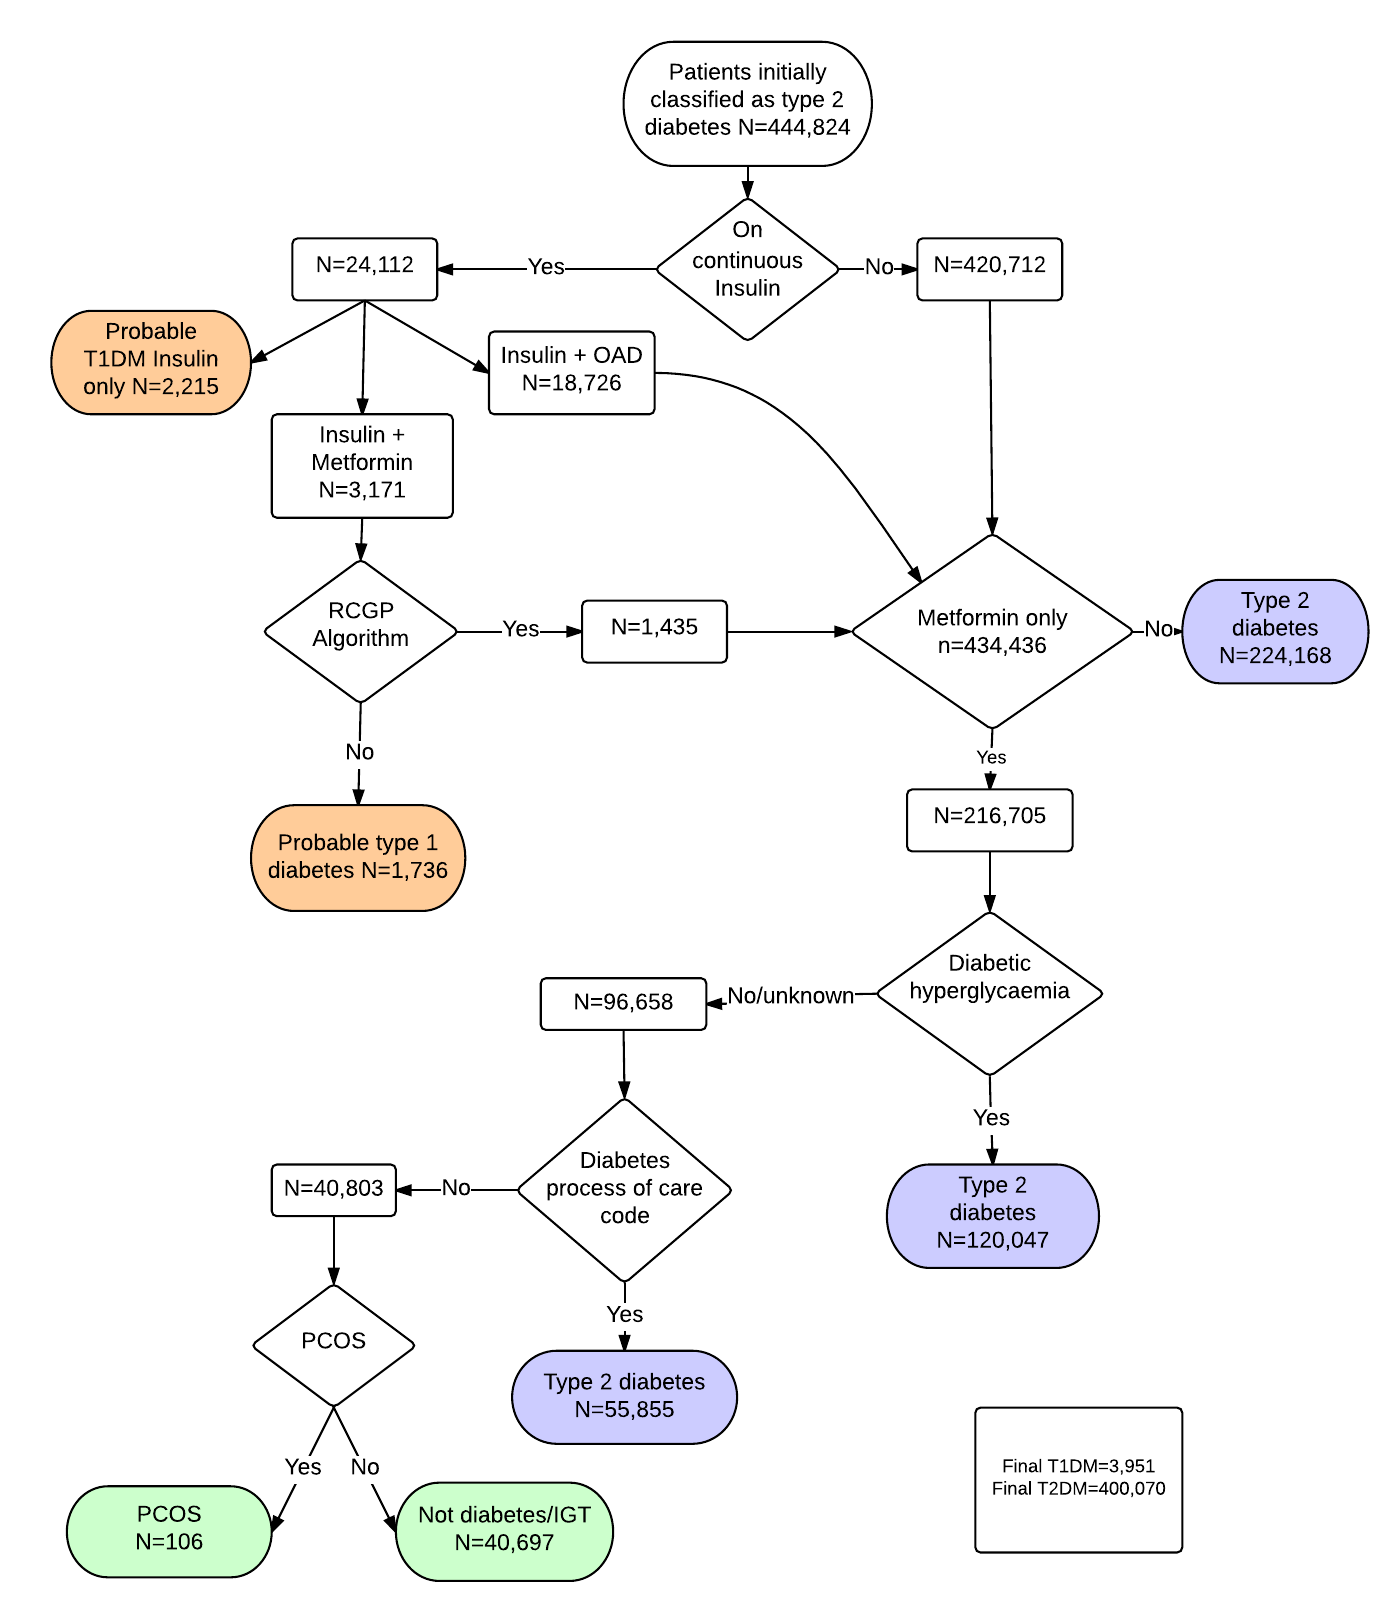 Patients initially
classified as type 2
diabetes N=444,824
On
continuous
Insulin
Yes
No
N=24,112
N=420,712
Probable
T1DM Insulin
only N=2,215
Insulin + OAD
N=18,726
Insulin +
Metformin
N=3,171
RCGP
Algorithm
Yes
N=1,435
Metformin only
n=434,436
No
Type 2
diabetes
N=224,168
No
Yes
Probable type 1
diabetes N=1,736
N=216,705
Diabetic
hyperglycaemia
No/unknown
N=96,658
Yes
Type 2
diabetes
N=120,047
Diabetes
process of care
code
No
N=40,803
Yes
Type 2 diabetes
N=55,855
PCOS
Yes
No
PCOS
N=106
Not diabetes/IGT
N=40,697
Final T1DM=3,951
Final T2DM=400,070